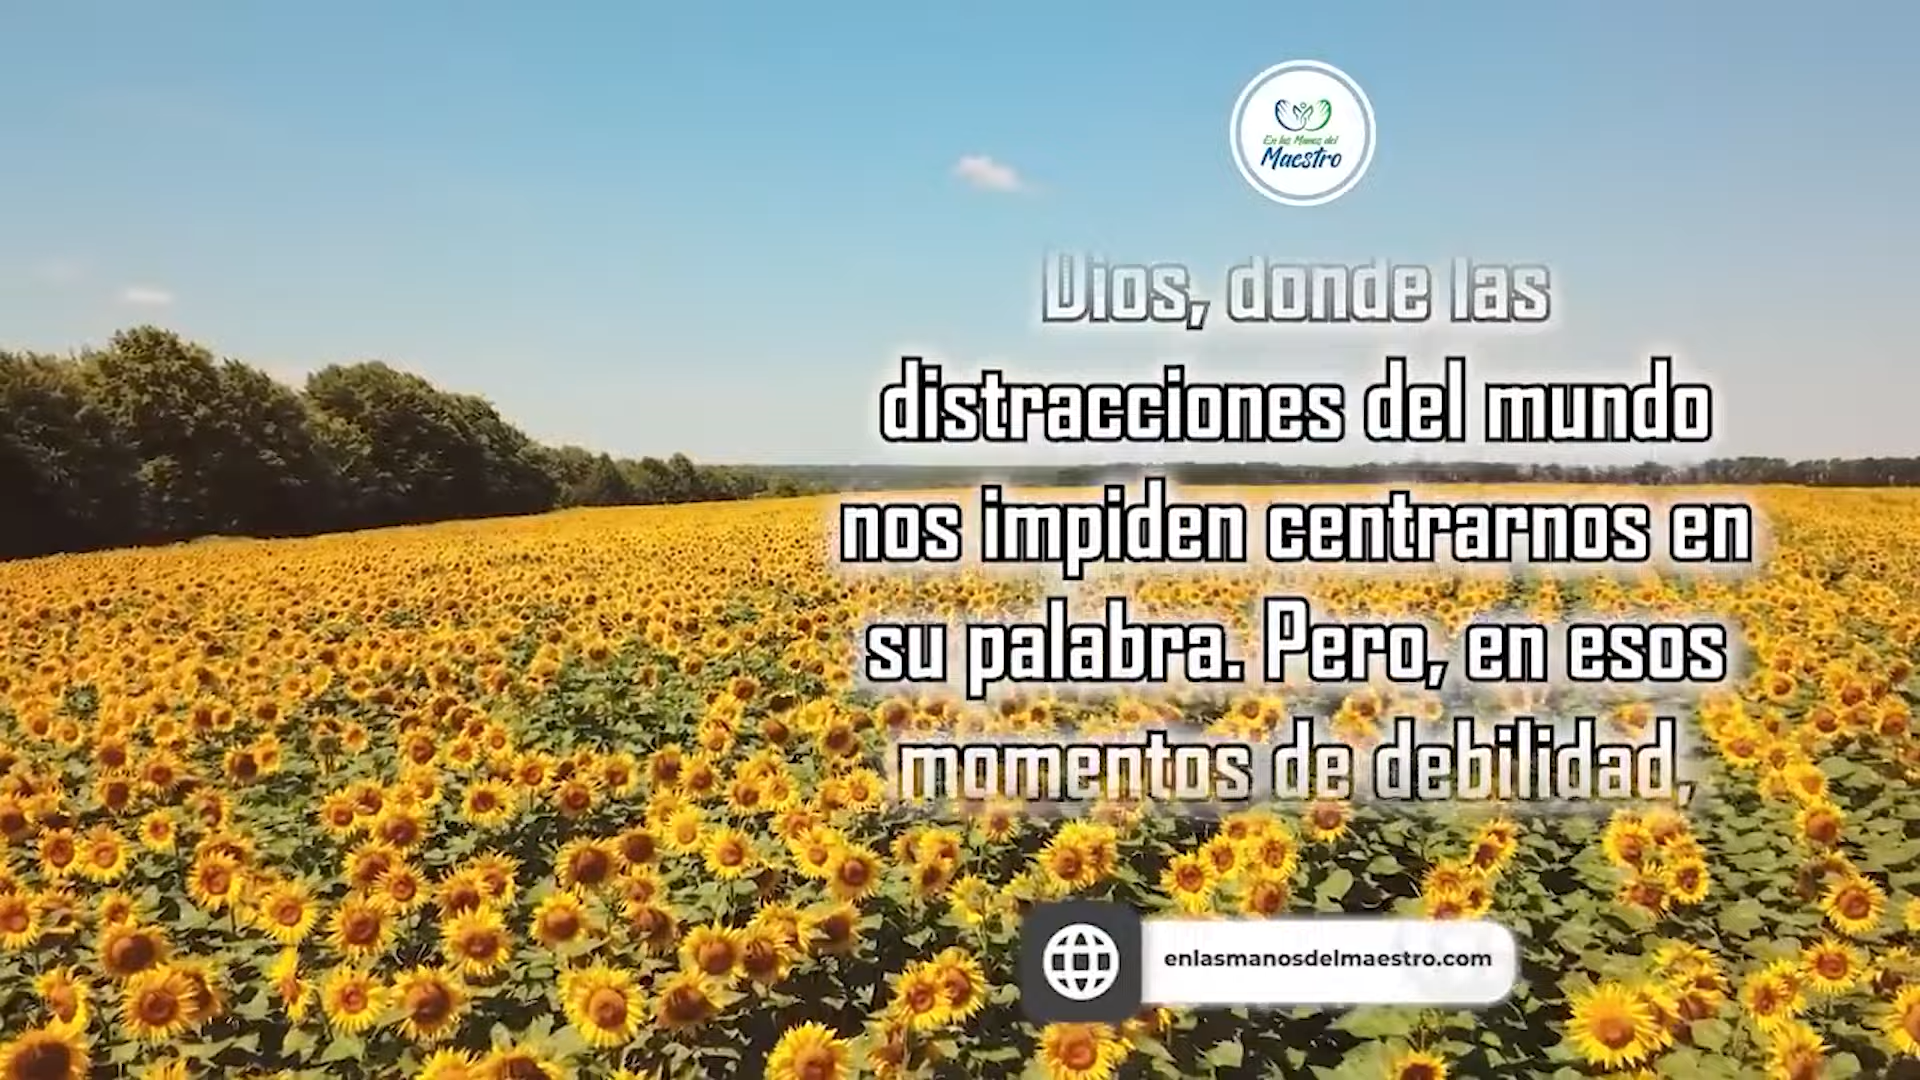 En las Manos del
Maestro
Dios, donde las
distracciones del mundo
nos impiden centrarnos en
su palabra. Pero, en esos
momentos de debilidad,
enlasmanosdelmaestro.com